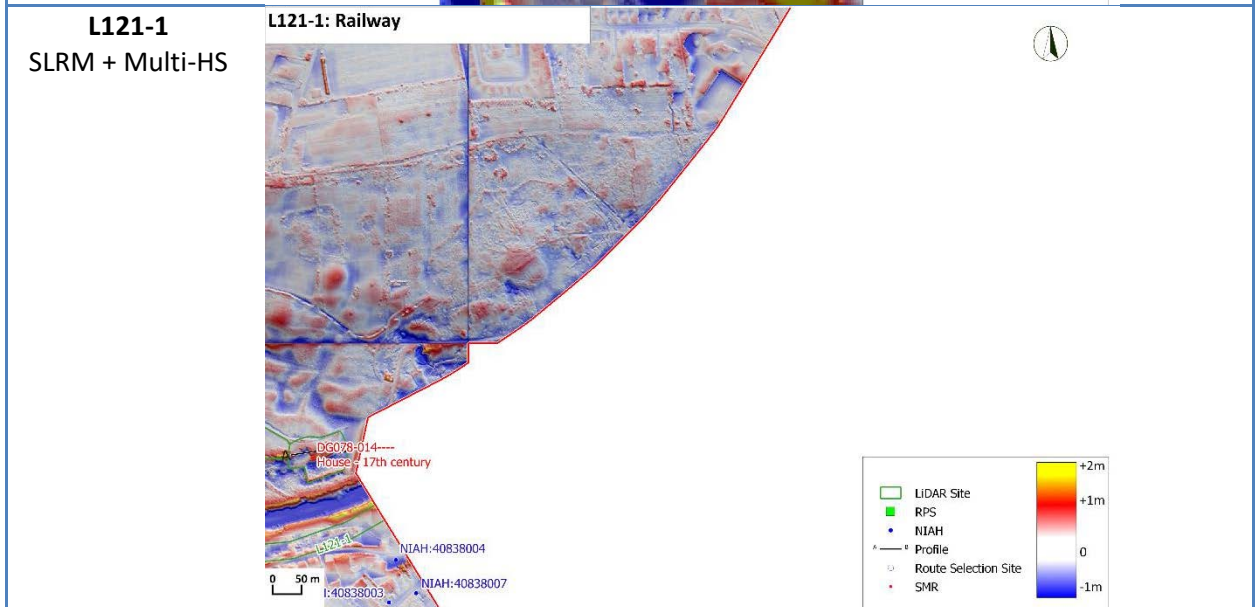 L121-1
SLRM + Multi-HS
L121-1: Railway
A
DG078-014----
House - 17th century
L121-1
NIAH:40838004
NIAH:40838007
I:40838003
0 50 m
LiDAR Site
RPS
NIAH
A B Profile
Route Selection Site
SMR
+2m
+1m
0
-1m